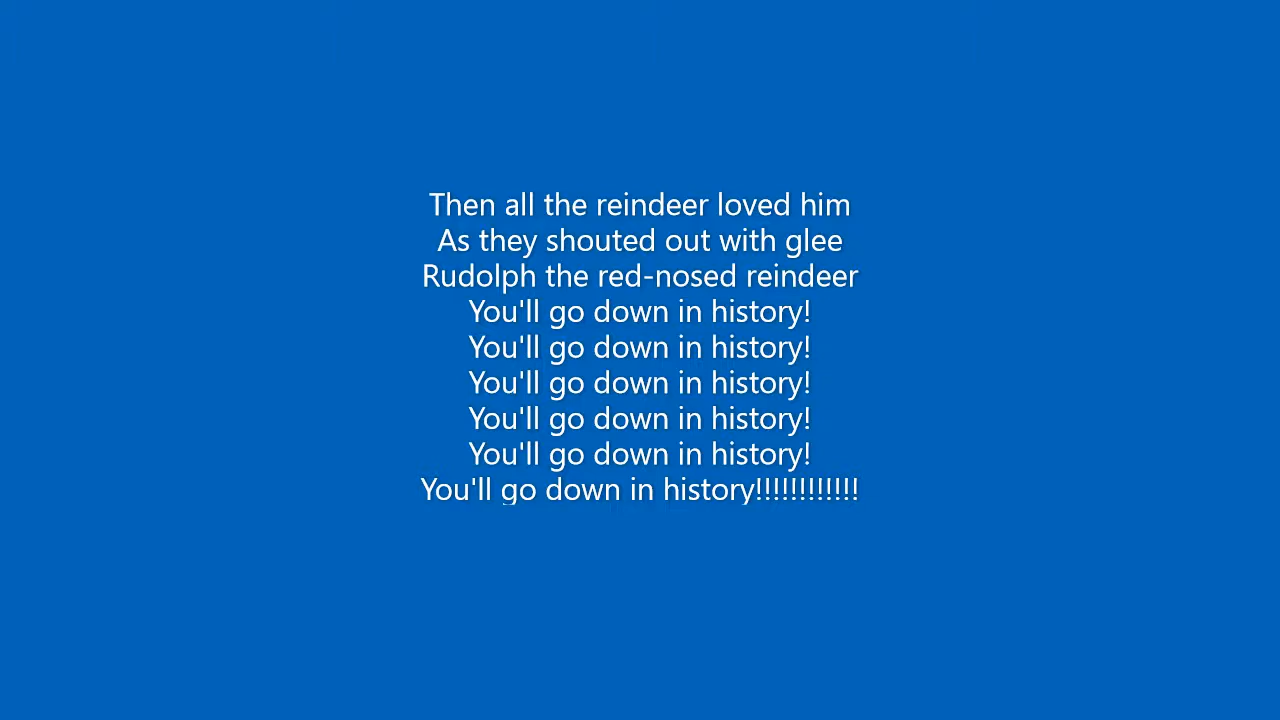 Then all the reindeer loved him
As they shouted out with glee
Rudolph the red-nosed reindeer
You'll go down in history!
You'll go down in history!
You'll go down in history!
You'll go down in history!
You'll go down in history!
You'll go down in history!!!!!!!!!!!!